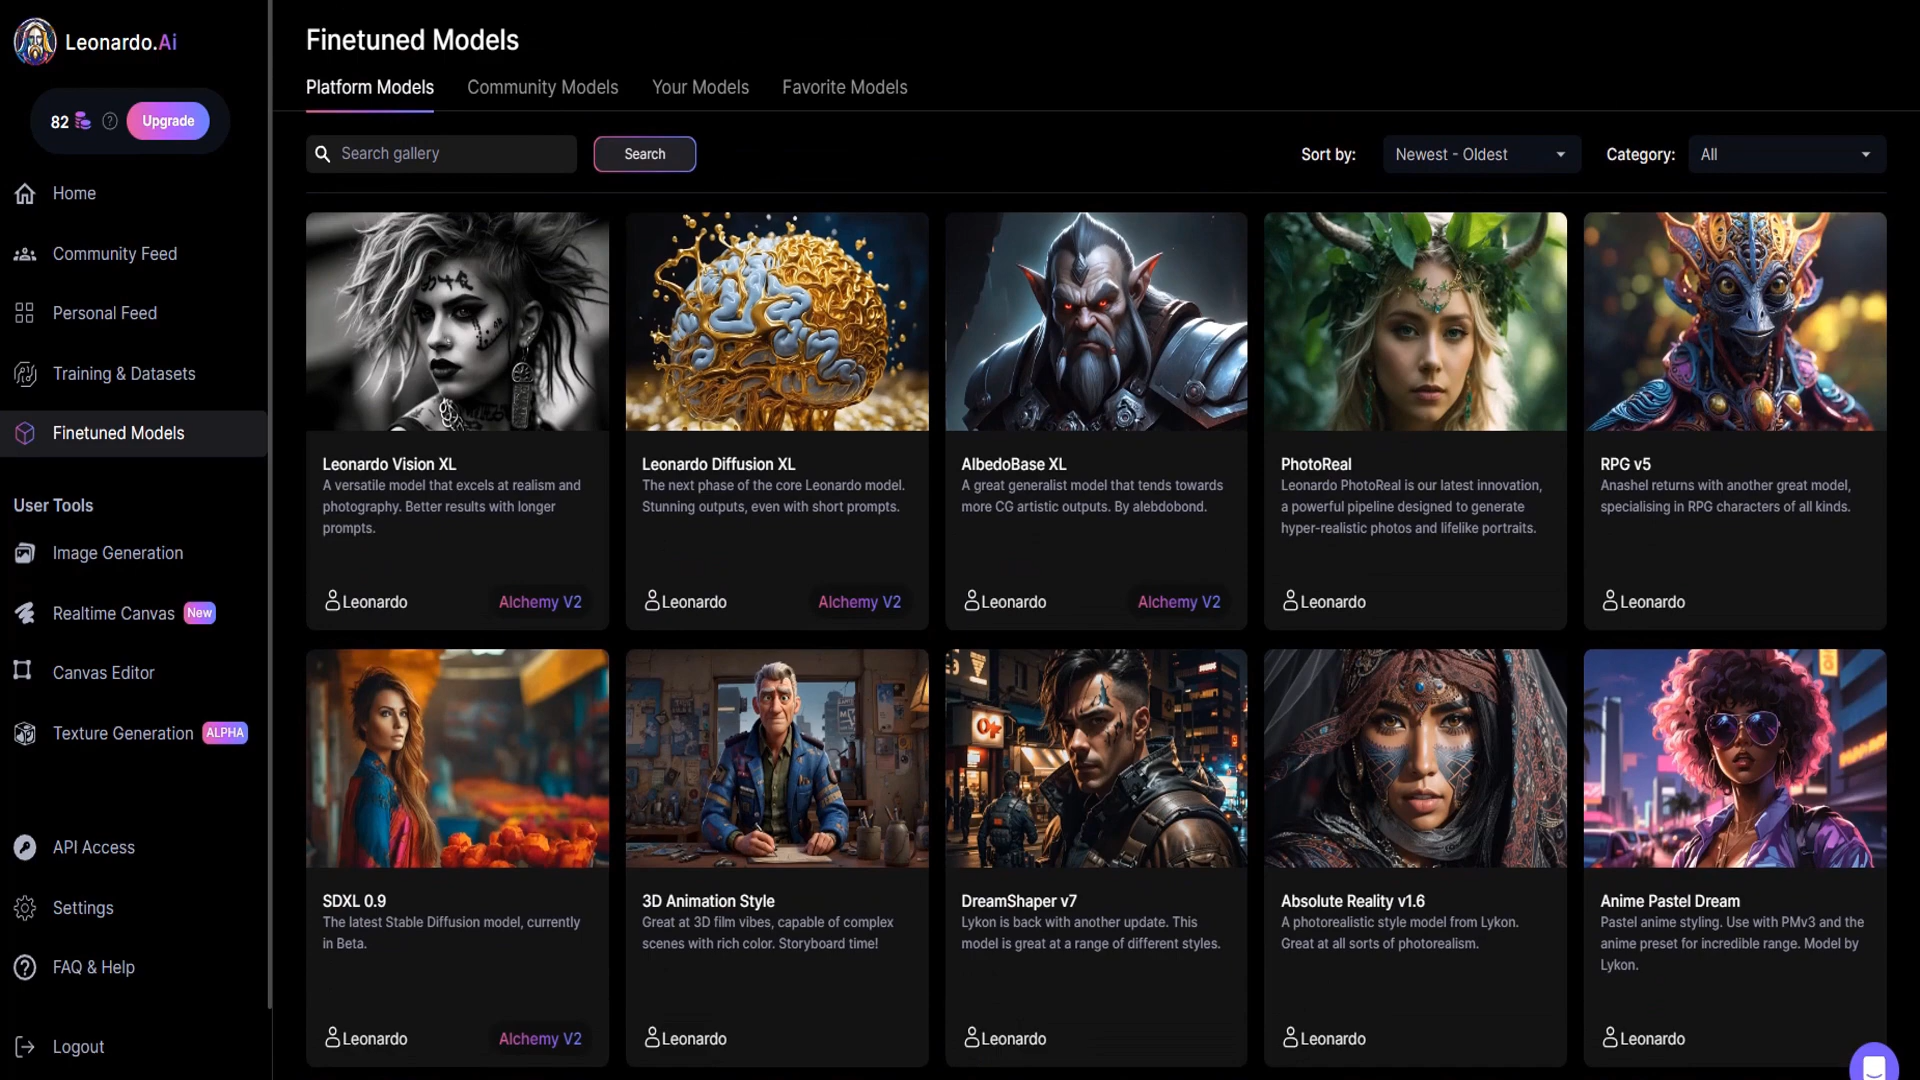 Leonardo.Ai
82
Upgrade
Home
Community Feed
Personal Feed
Training & Datasets
Finetuned Models
User Tools
Image Generation
Realtime Canvas New
Canvas Editor
Texture Generation ALPHA
API Access
Settings
FAQ & Help
Logout
Finetuned Models
Platform Models Community Models Your Models Favorite Models
Search gallery Search Sort by: Newest - Oldest Category: All
Leonardo Vision XL
A versatile model that excels at realism and
photography. Better results with longer
prompts.
Leonardo Alchemy V2
Leonardo Diffusion XL
The next phase of the core Leonardo model.
Stunning outputs, even with short prompts.
Leonardo Alchemy V2
AlbedoBase XL
A great generalist model that tends towards
more CG artistic outputs. By alebdobond.
Leonardo Alchemy V2
PhotoReal
Leonardo PhotoReal is our latest innovation,
a powerful pipeline designed to generate
hyper-realistic photos and lifelike portraits.
Leonardo
RPG v5
Anashel returns with another great model,
specialising in RPG characters of all kinds.
Leonardo
SDXL 0.9
The latest Stable Diffusion model, currently
in Beta.
Leonardo Alchemy V2
3D Animation Style
Great at 3D film vibes, capable of complex
scenes with rich color. Storyboard time!
Leonardo
DreamShaper v7
Lykon is back with another update. This
model is great at a range of different styles.
Leonardo
Absolute Reality v1.6
A photorealistic style model from Lykon.
Great at all sorts of photorealism.
Leonardo
Anime Pastel Dream
Pastel anime styling. Use with PMv3 and the
anime preset for incredible range. Model by
Lykon.
Leonardo